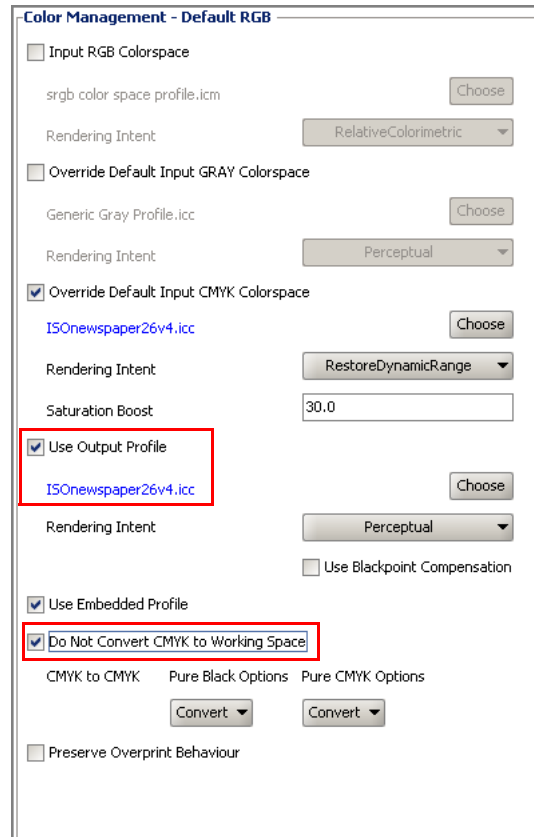 Color Management - Default RGB
Input RGB Colorspace
srgb color space profile.icm
Choose
Rendering Intent
RelativeColorimetric
Override Default Input GRAY Colorspace
Generic Gray Profile.icc
Choose
Rendering Intent
Perceptual
Override Default Input CMYK Colorspace
ISOnewspaper26v4.icc
Choose
Rendering Intent
RestoreDynamicRange
Saturation Boost
30.0
Use Output Profile
ISOnewspaper26v4.icc
Choose
Rendering Intent
Perceptual
Use Blackpoint Compensation
Use Embedded Profile
Do Not Convert CMYK to Working Space
CMYK to CMYK Pure Black Options Pure CMYK Options
Convert Convert
Preserve Overprint Behaviour